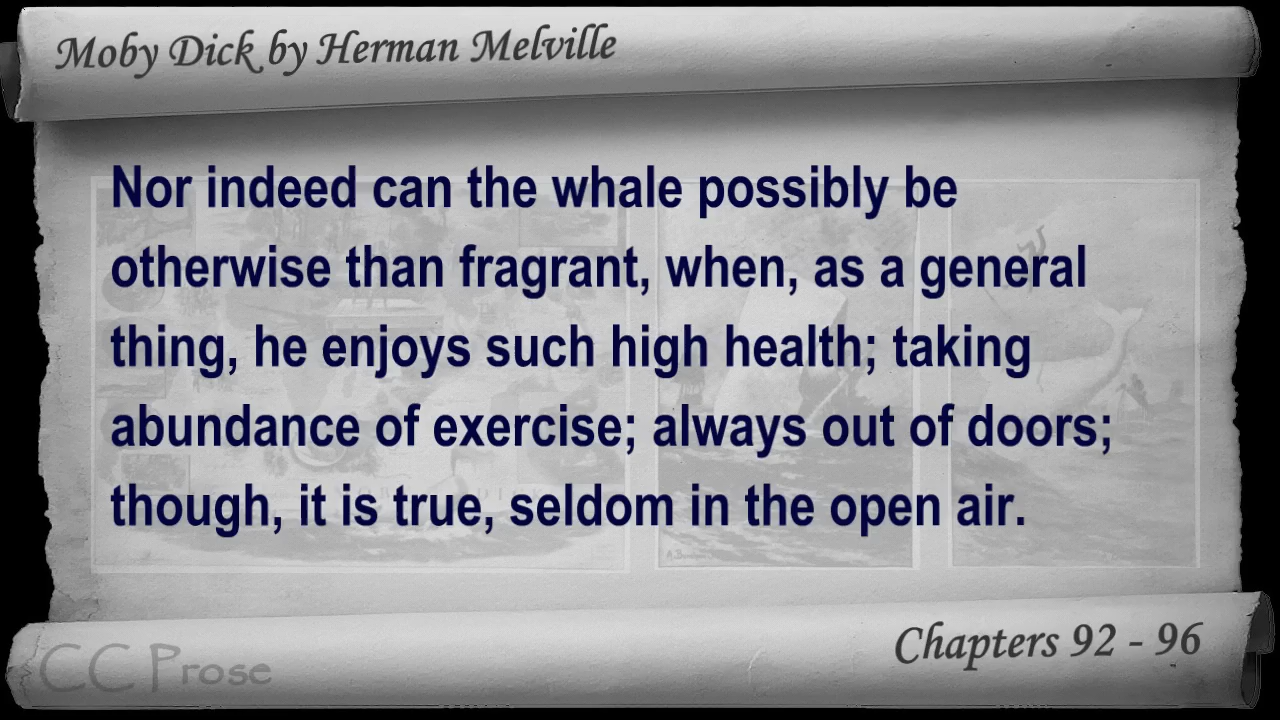 Moby Dick by Herman Melville
Nor indeed can the whale possibly be
otherwise than fragrant, when, as a general
thing, he enjoys such high health; taking
abundance of exercise; always out of doors;
though, it is true, seldom in the open air.
Chapters 92 - 96
CC Prose